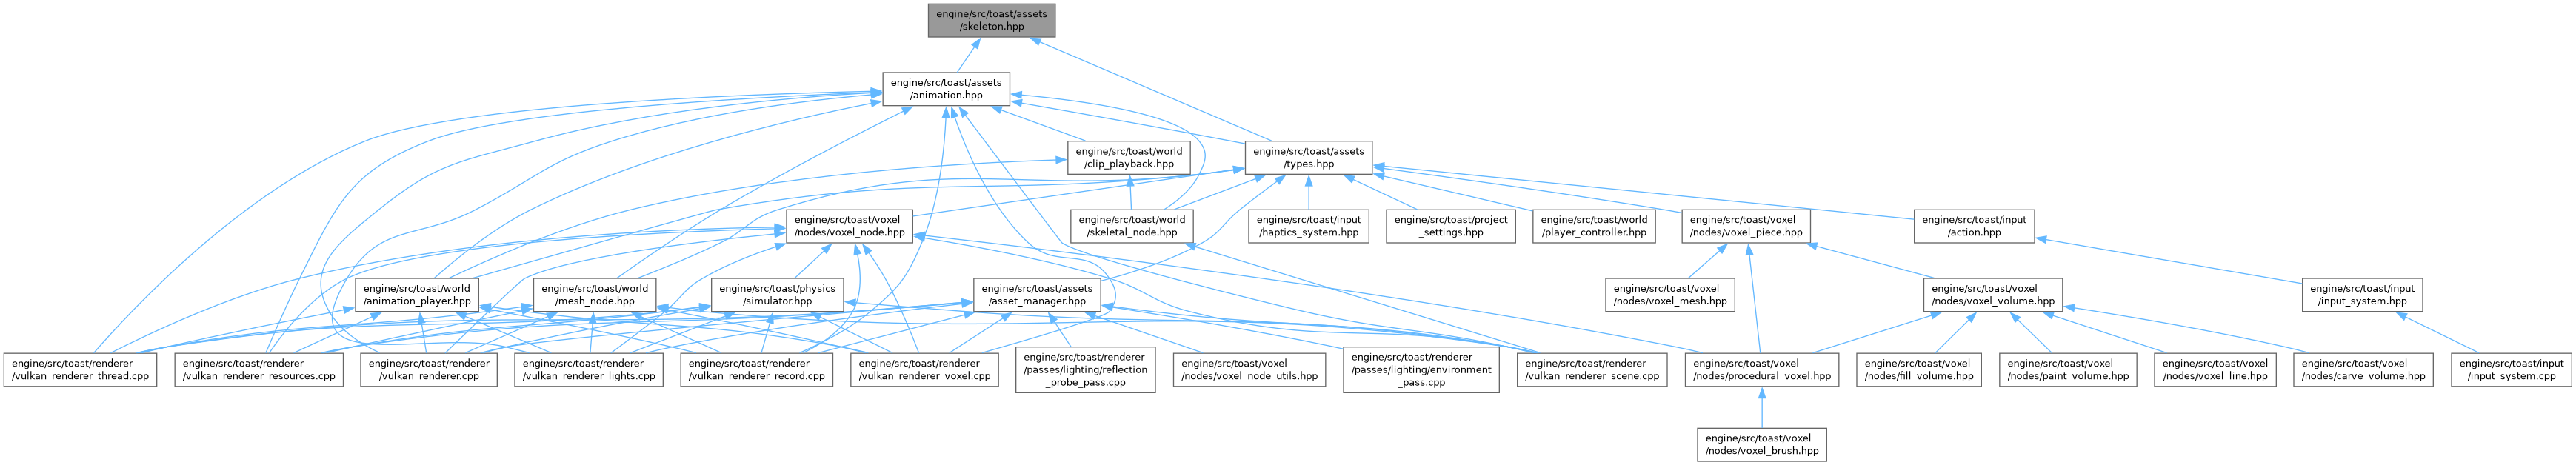 engine/src/toast/assets
/skeleton.hpp
engine/src/toast/assets
/animation.hpp
engine/src/toast/world
/clip_playback.hpp
engine/src/toast/assets
/types.hpp
engine/src/toast/voxel
/nodes/voxel_node.hpp
engine/src/toast/world
/skeletal_node.hpp
engine/src/toast/input
/haptics_system.hpp
engine/src/toast/project
_settings.hpp
engine/src/toast/world
/player_controller.hpp
engine/src/toast/voxel
/nodes/voxel_piece.hpp
engine/src/toast/input
/action.hpp
engine/src/toast/world
/animation_player.hpp
engine/src/toast/world
/mesh_node.hpp
engine/src/toast/physics
/simulator.hpp
engine/src/toast/assets
/asset_manager.hpp
engine/src/toast/voxel
/nodes/voxel_mesh.hpp
engine/src/toast/voxel
/nodes/voxel_volume.hpp
engine/src/toast/input
/input_system.hpp
engine/src/toast/renderer
/vulkan_renderer_thread.cpp
engine/src/toast/renderer
/vulkan_renderer_resources.cpp
engine/src/toast/renderer
/vulkan_renderer.cpp
engine/src/toast/renderer
/vulkan_renderer_lights.cpp
engine/src/toast/renderer
/vulkan_renderer_record.cpp
engine/src/toast/renderer
/vulkan_renderer_voxel.cpp
engine/src/toast/renderer
/passes/lighting/reflection
_probe_pass.cpp
engine/src/toast/voxel
/nodes/voxel_node_utils.hpp
engine/src/toast/renderer
/passes/lighting/environment
_pass.cpp
engine/src/toast/renderer
/vulkan_renderer_scene.cpp
engine/src/toast/voxel
/nodes/procedural_voxel.hpp
engine/src/toast/voxel
/nodes/fill_volume.hpp
engine/src/toast/voxel
/nodes/paint_volume.hpp
engine/src/toast/voxel
/nodes/voxel_line.hpp
engine/src/toast/voxel
/nodes/carve_volume.hpp
engine/src/toast/input
/input_system.cpp
engine/src/toast/voxel
/nodes/voxel_brush.hpp